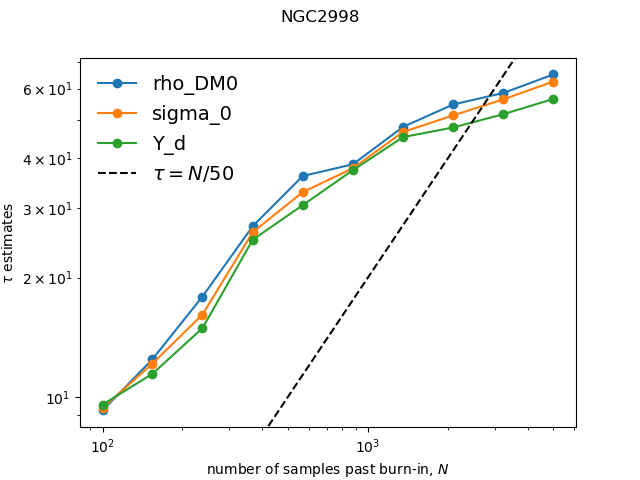 NGC2998
rho_DM0
sigma_0
Y_d
τ = N/50
6 × 10¹
4 × 10¹
3 × 10¹
2 × 10¹
10¹
τ estimates
10²
10³
number of samples past burn-in, N